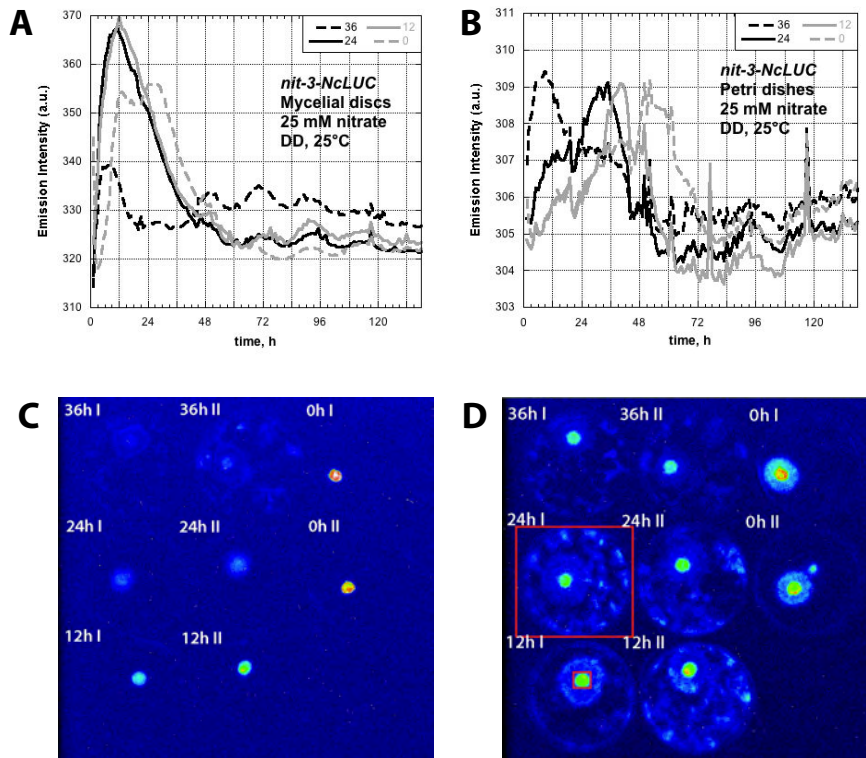 A
370
360
350
340
330
320
310
Emission Intensity (a.u.)
36 12
24 0
nit-3-NcLUC
Mycelial discs
25 mM nitrate
DD, 25°C
0 24 48 72 96 120
time, h
B
311
310
309
308
307
306
305
304
303
Emission Intensity (a.u.)
36 12
24 0
nit-3-NcLUC
Petri dishes
25 mM nitrate
DD, 25°C
0 24 48 72 96 120
time, h
C
36h I 36h II 0h I
24h I 24h II 0h II
12h I 12h II
D
36h I 36h II 0h I
24h I 24h II 0h II
12h I 12h II